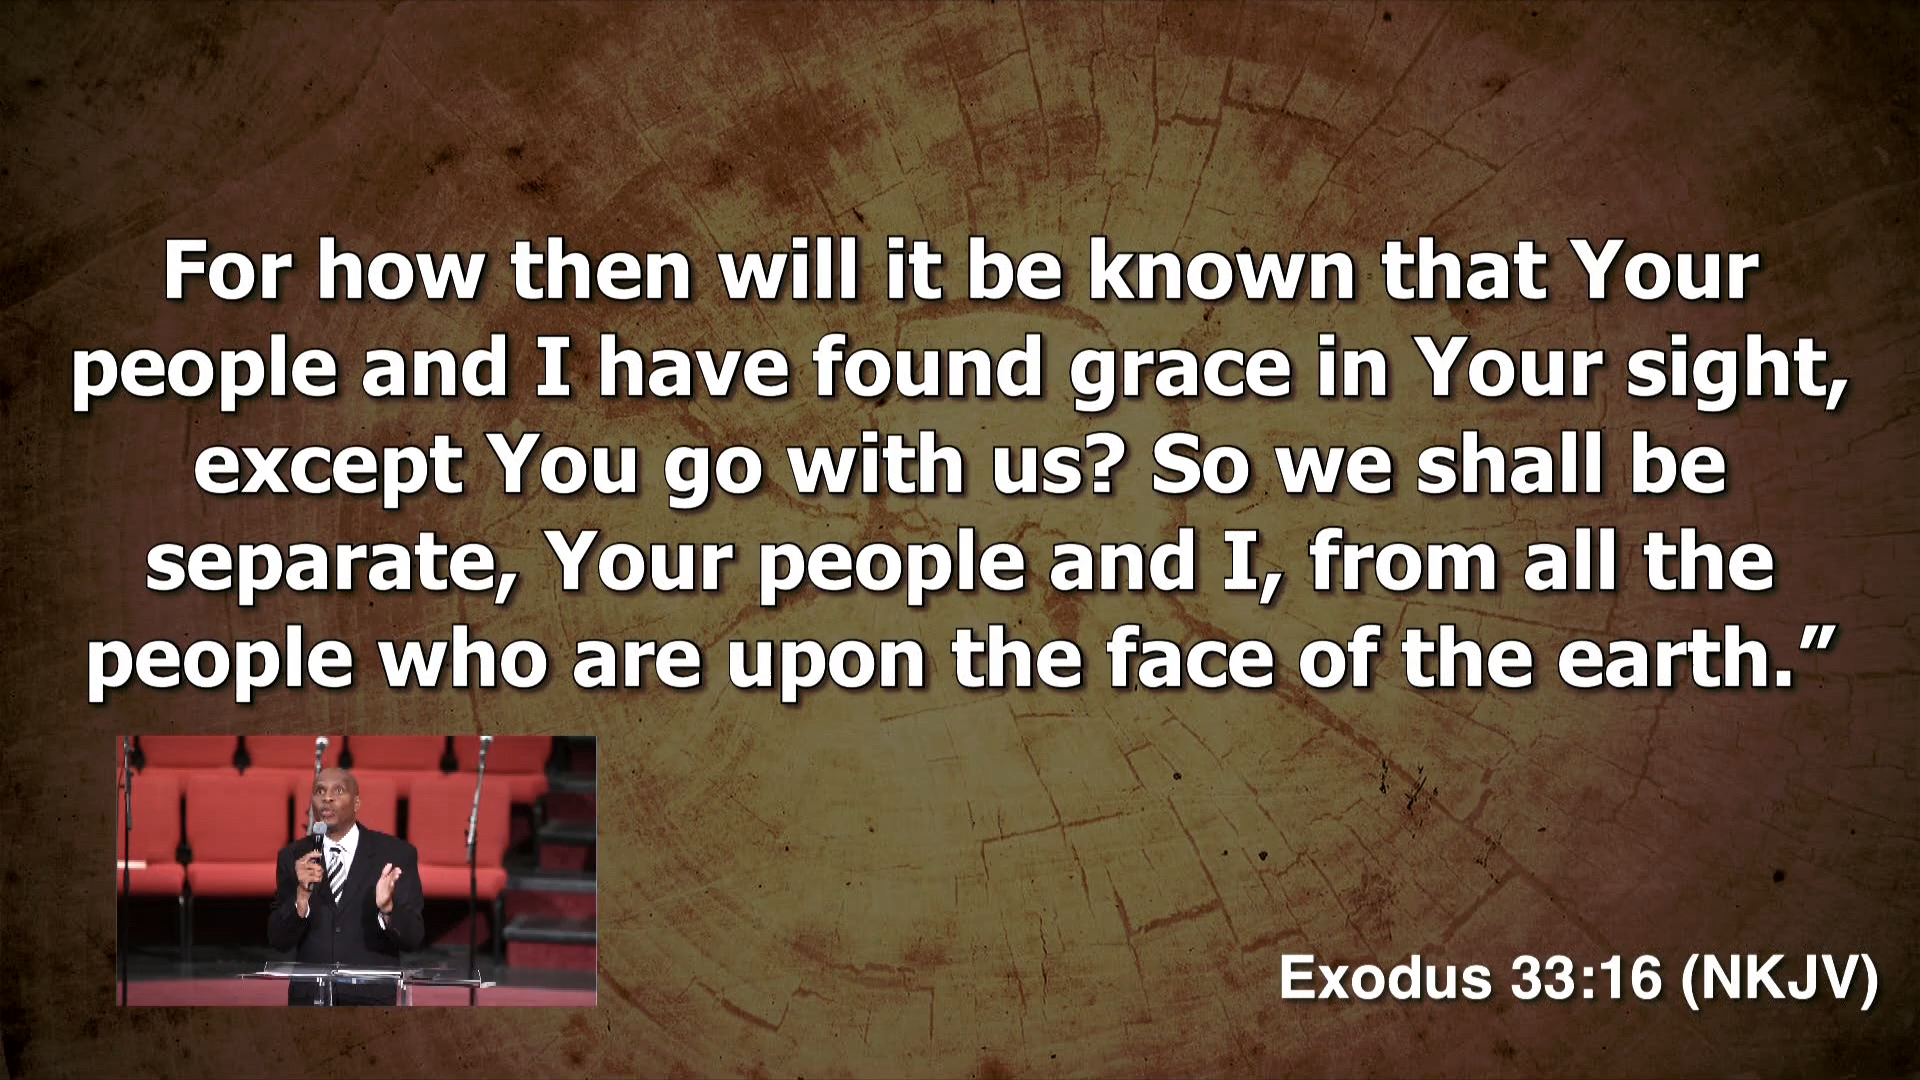 For how then will it be known that Your
people and I have found grace in Your sight,
except You go with us? So we shall be
separate, Your people and I, from all the
people who are upon the face of the earth.”
Exodus 33:16 (NKJV)